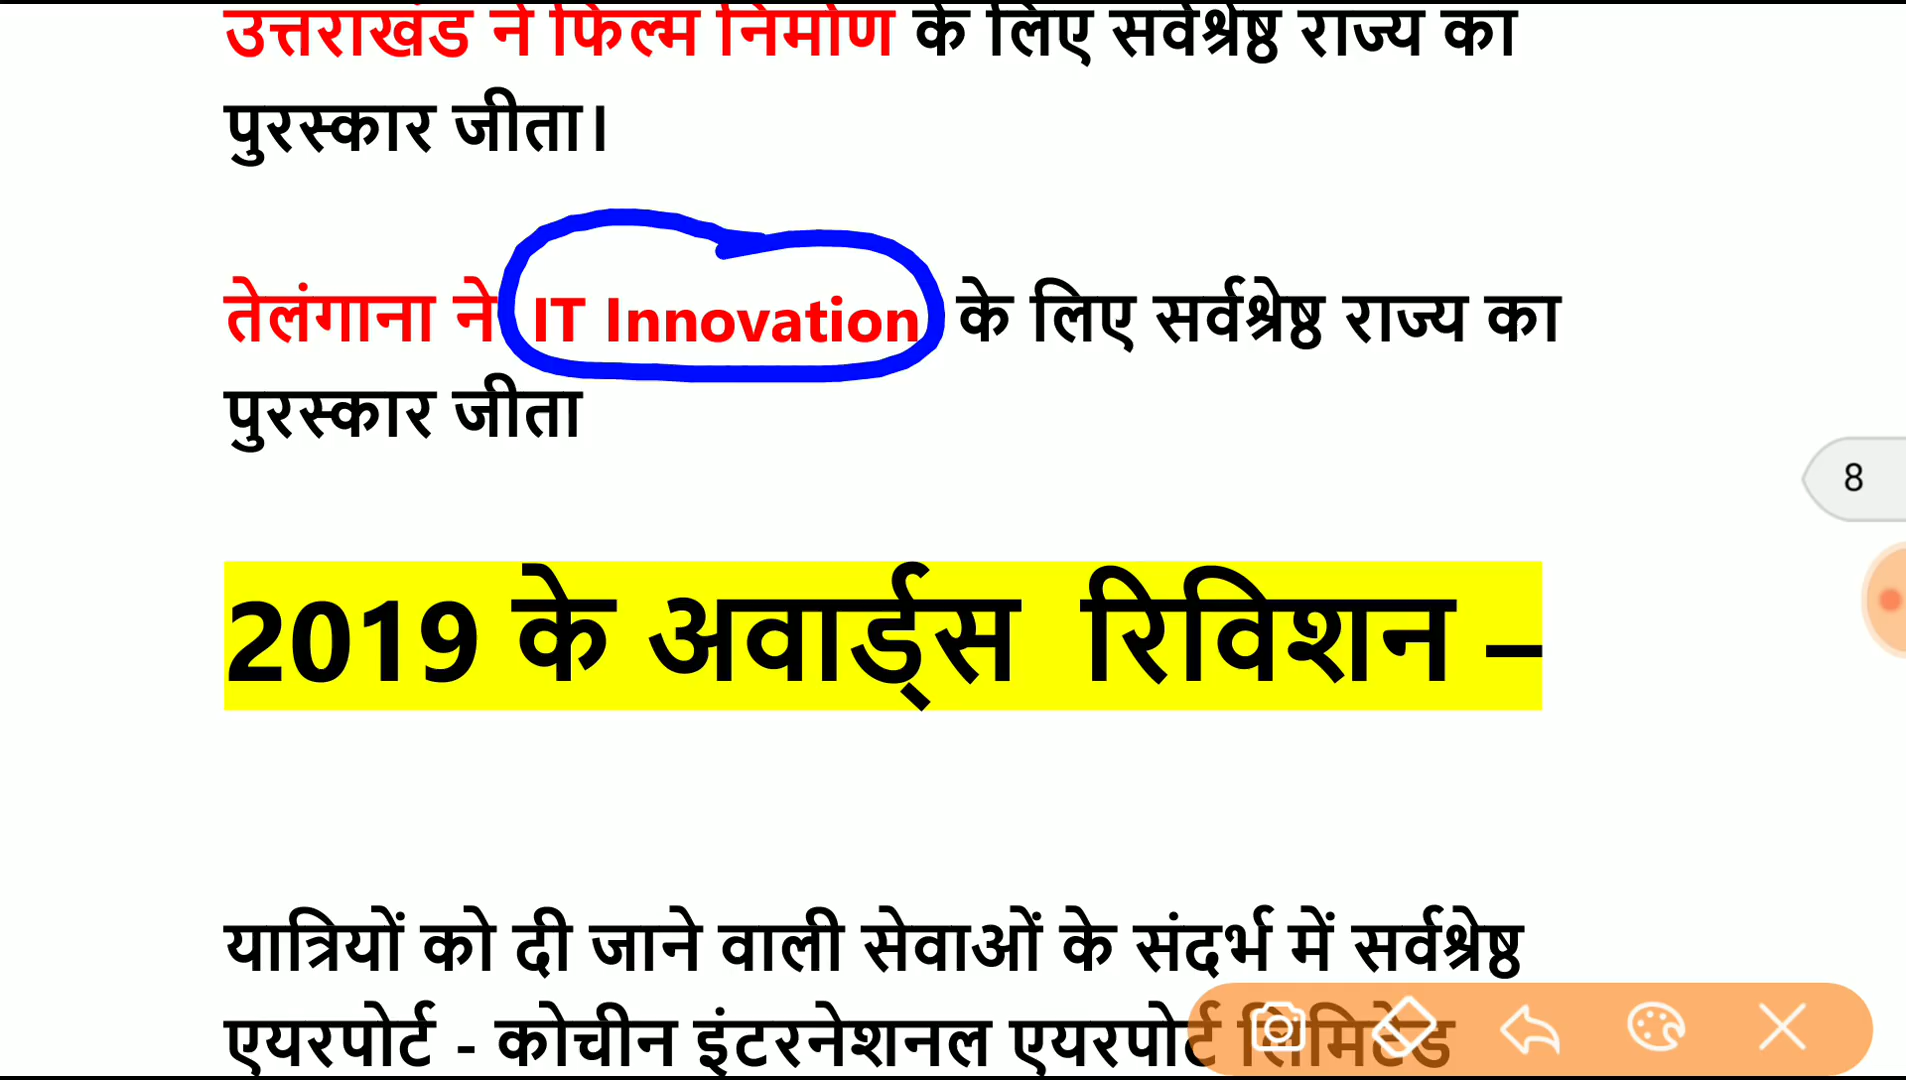 उत्तराखंड ने फिल्म निर्माण के लिए सर्वश्रेष्ठ राज्य का
पुरस्कार जीता।
तेलंगाना ने IT Innovation के लिए सर्वश्रेष्ठ राज्य का
पुरस्कार जीता
8
2019 के अवार्ड्स रिविशन –
यात्रियों को दी जाने वाली सेवाओं के संदर्भ में सर्वश्रेष्ठ
एयरपोर्ट - कोचीन इंटरनेशनल एयरपोर्ट लिमिटेड